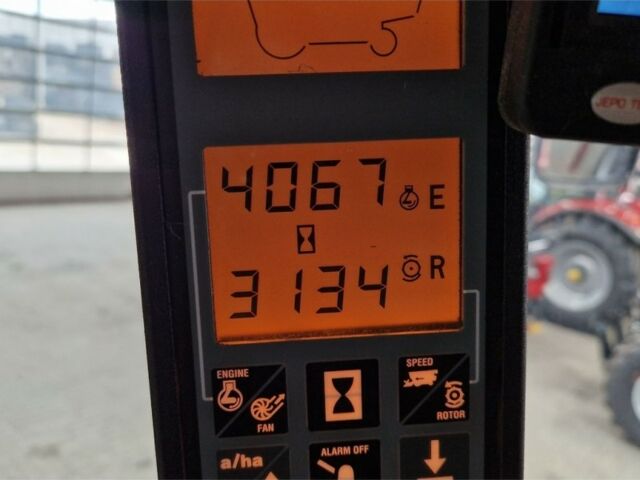 4067 E
3134 R
ENGINE
FAN
SPEED
ROTOR
a/ha
ALARM OFF